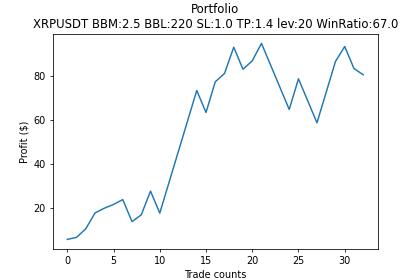 Portfolio
XRPUSDT BBM:2.5 BBL:220 SL:1.0 TP:1.4 lev:20 WinRatio:67.0
Profit ($)
80
60
40
20
0 5 10 15 20 25 30
Trade counts